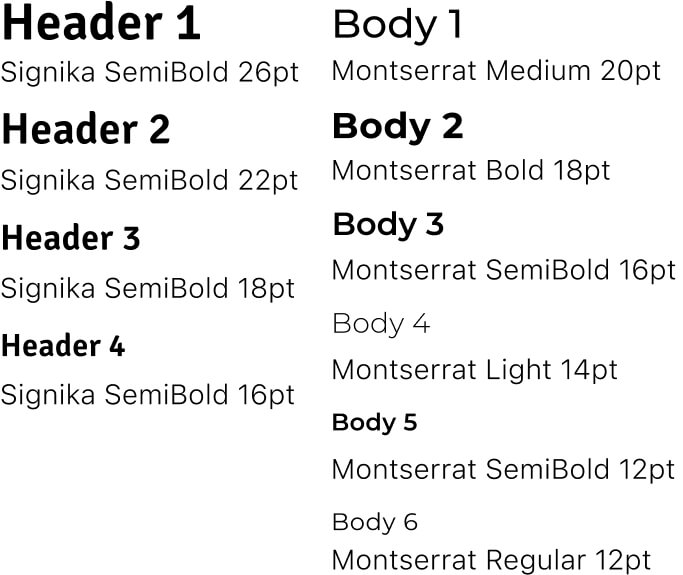 Header 1
Signika SemiBold 26pt
Header 2
Signika SemiBold 22pt
Header 3
Signika SemiBold 18pt
Header 4
Signika SemiBold 16pt
Body 1
Montserrat Medium 20pt
Body 2
Montserrat Bold 18pt
Body 3
Montserrat SemiBold 16pt
Body 4
Montserrat Light 14pt
Body 5
Montserrat SemiBold 12pt
Body 6
Montserrat Regular 12pt